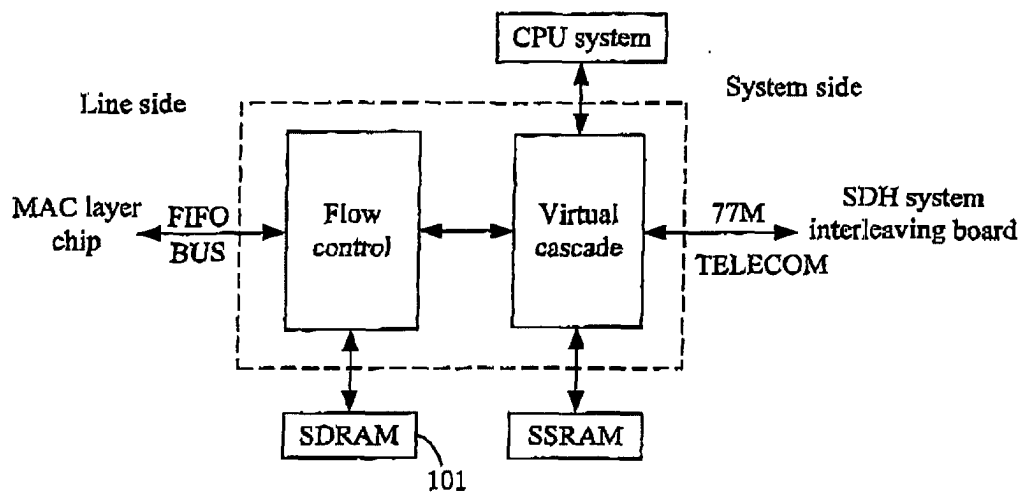 CPU system
Line side
System side
MAC layer
chip
FIFO
BUS
Flow
control
Virtual
cascade
77M
TELECOM
SDH system
interleaving board
SDRAM
SSRAM
101